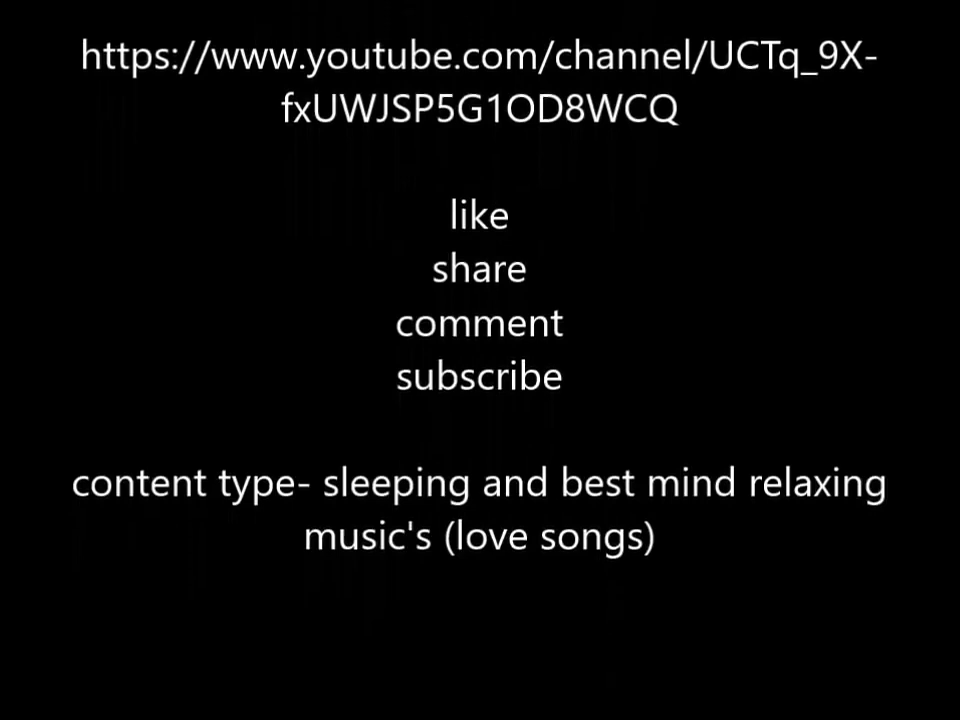 https://www.youtube.com/channel/UCTq_9X-
fxUWJSP5G1OD8WCQ
like
share
comment
subscribe
content type- sleeping and best mind relaxing
music's (love songs)